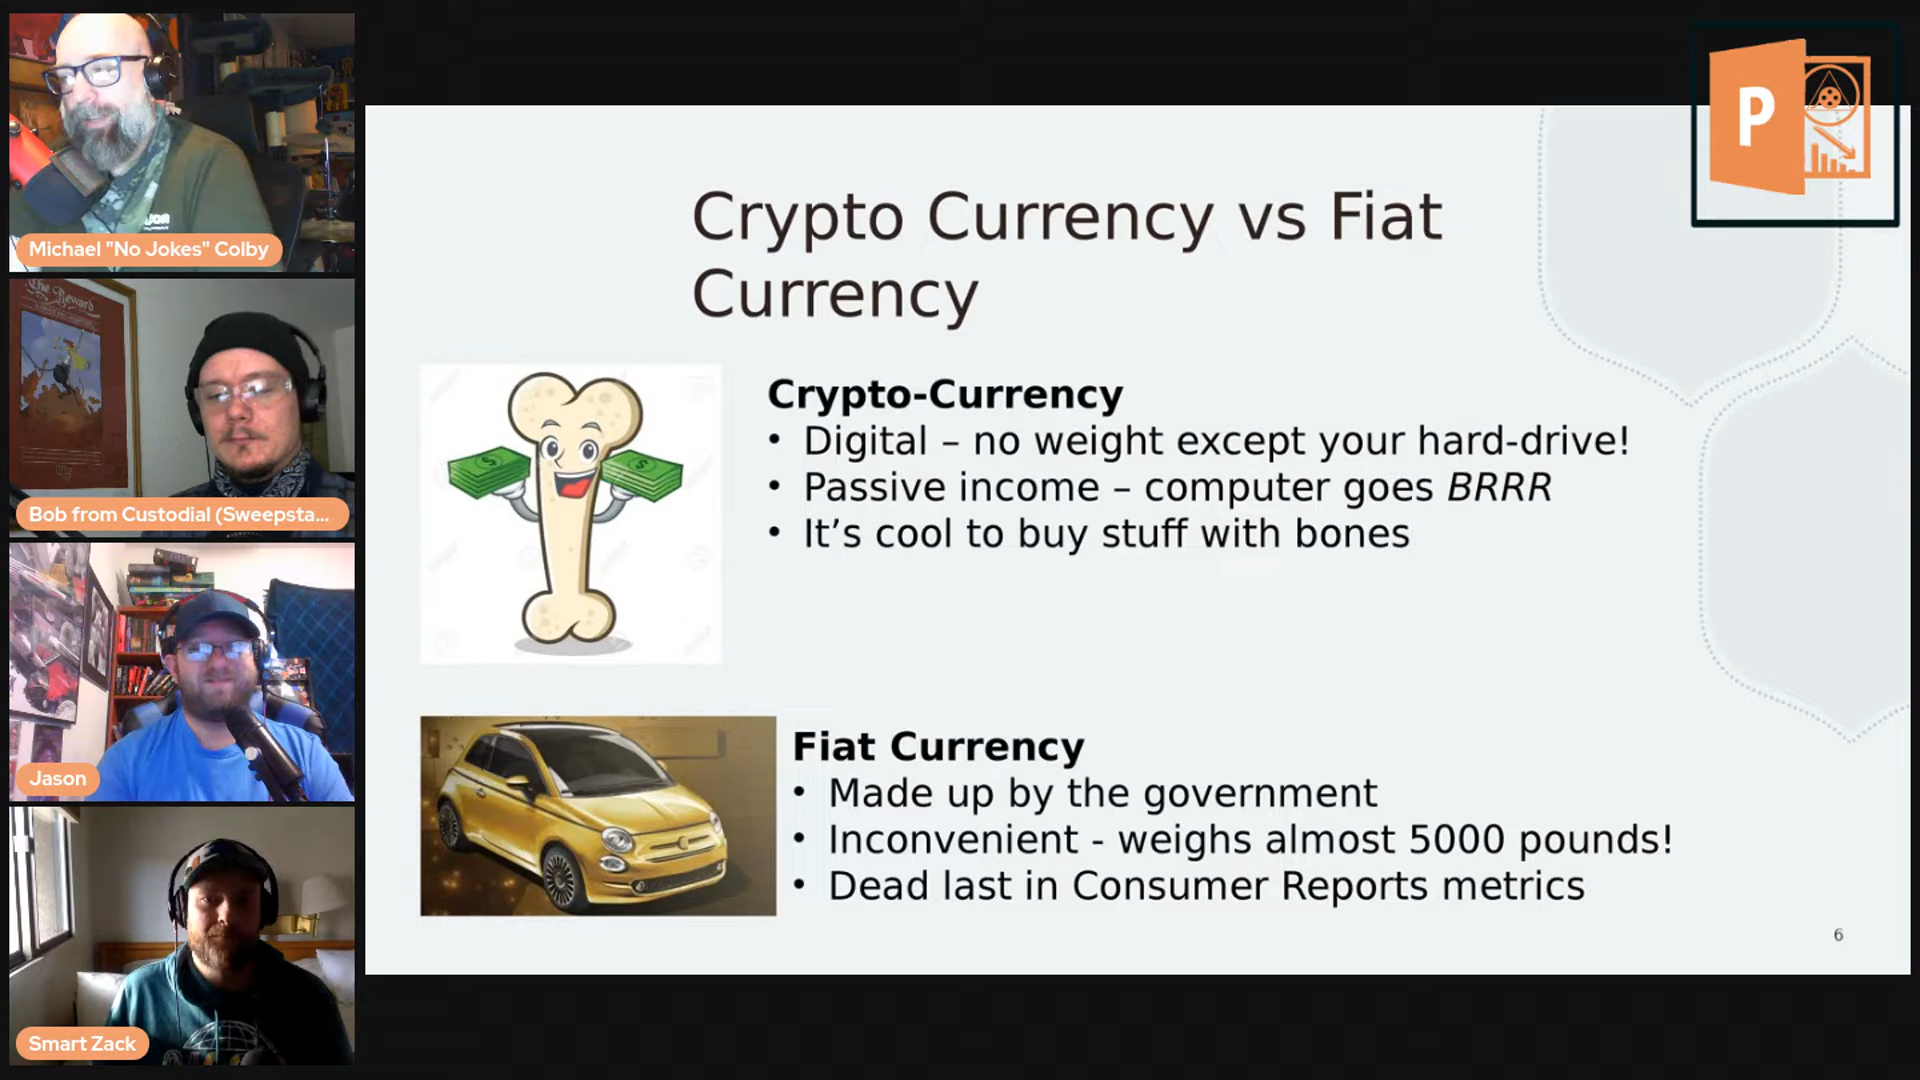 Michael "No Jokes" Colby
The Reward
Bob from Custodial (Sweepsta...
Jason
Smart Zack
P
Crypto Currency vs Fiat
Currency
Crypto-Currency
• Digital – no weight except your hard-drive!
• Passive income – computer goes BRRR
• It’s cool to buy stuff with bones
Fiat Currency
• Made up by the government
• Inconvenient - weighs almost 5000 pounds!
• Dead last in Consumer Reports metrics
6